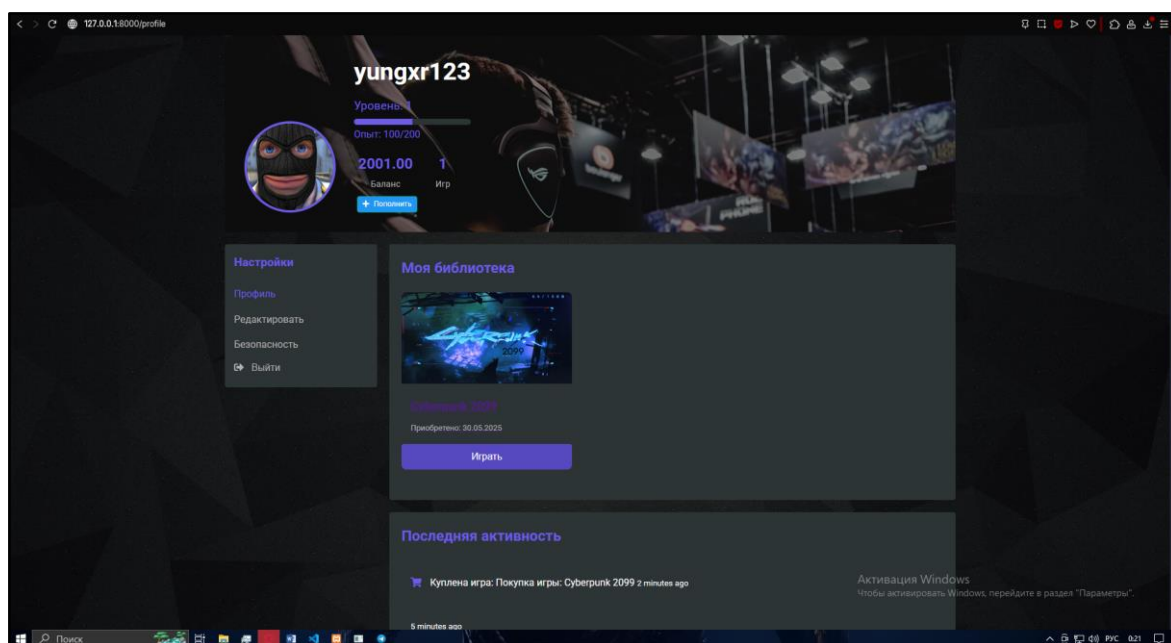 127.0.0.1:8000/profile
yungxr123
Уровень: 1
Опыт: 100/200
2001.00 1
Баланс Игр
+ Пополнить
Настройки
Профиль
Редактировать
Безопасность
Выйти
Моя библиотека
Cyberpunk
2099
Cyberpunk 2099
Приобретено: 30.05.2025
Играть
Последняя активность
Куплена игра: Покупка игры: Cyberpunk 2099 2 minutes ago
5 minutes ago
Активация Windows
Чтобы активировать Windows, перейдите в раздел "Параметры".
Поиск
РУС 0:21